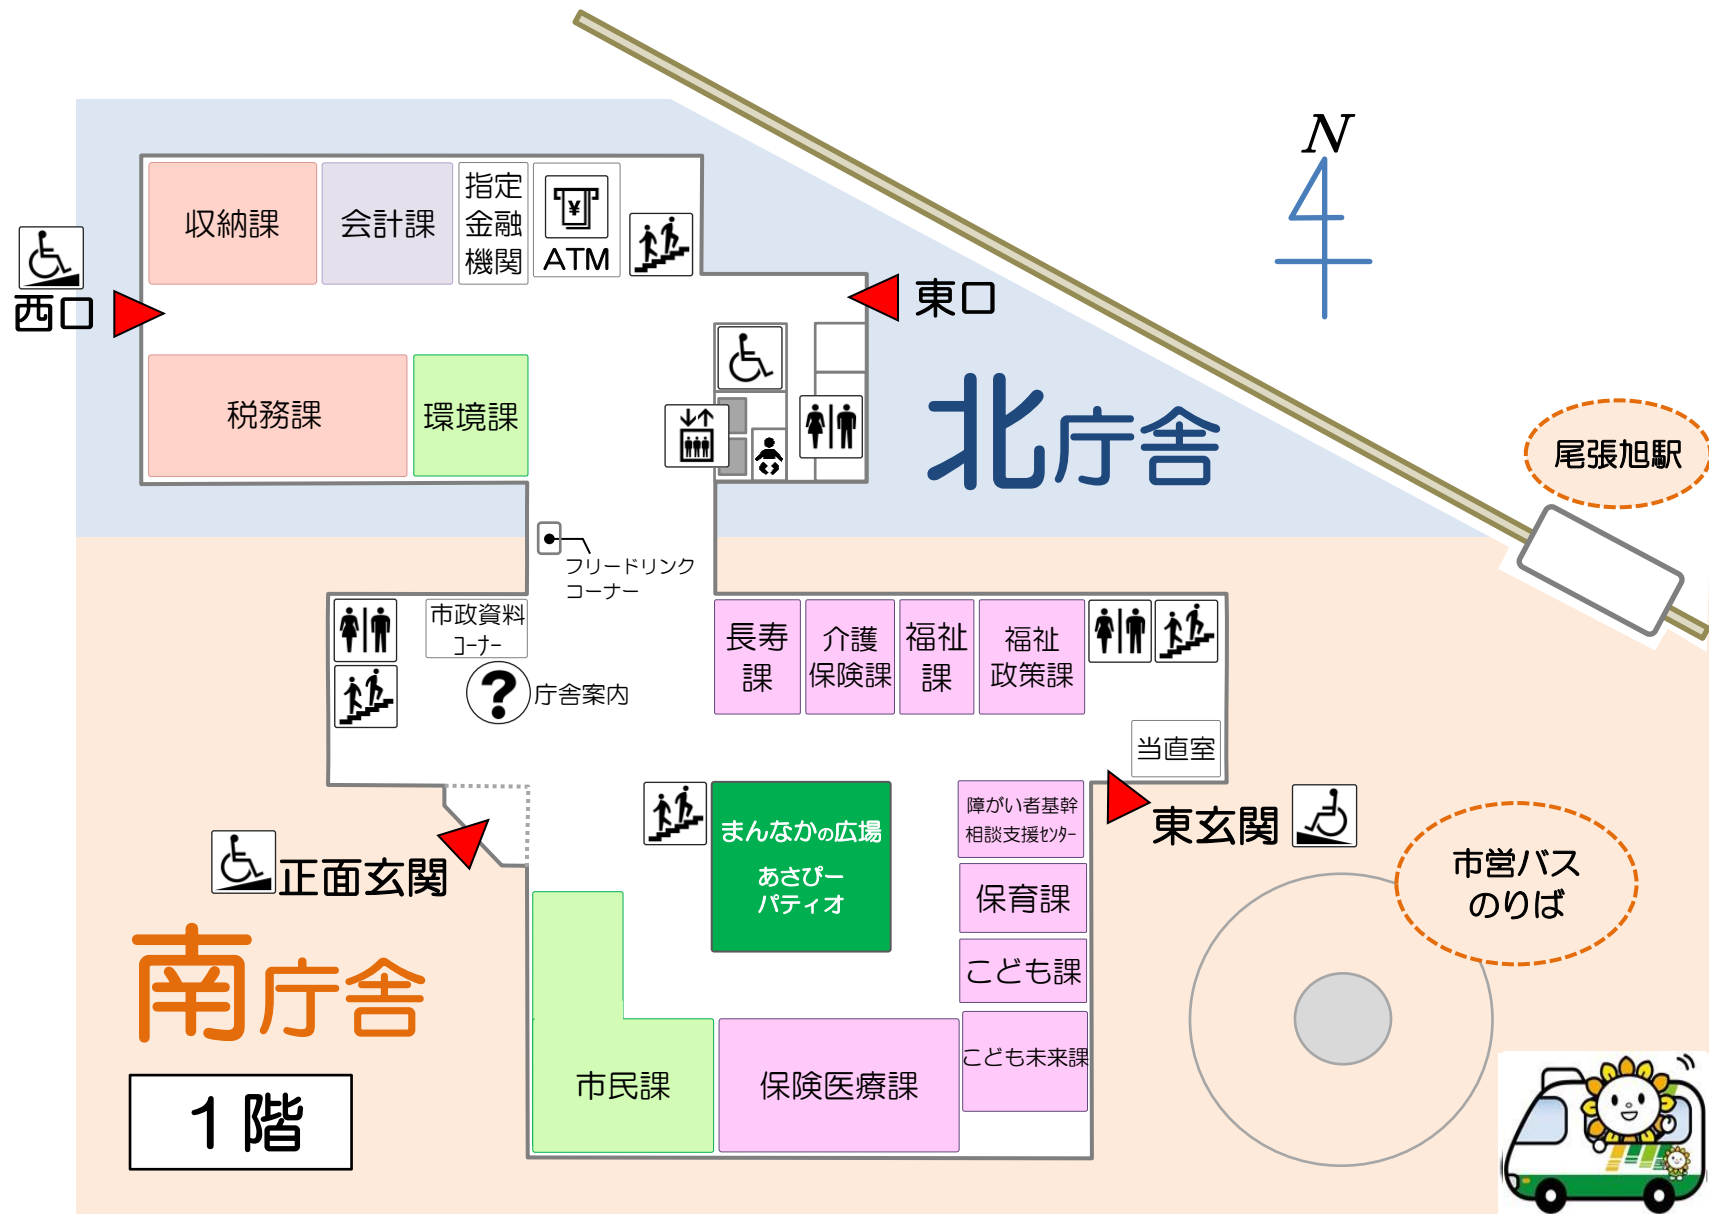 N
収納課
会計課
指定
金融
機関
¥
ATM
西口
東口
税務課
環境課
北庁舎
尾張旭駅
フリードリンク
コーナー
市政資料
コーナー
?
庁舎案内
長寿
課
介護
保険課
福祉
課
福祉
政策課
当直室
まんなかの広場
あさぴー
パティオ
障がい者基幹
相談支援センター
東玄関
正面玄関
保育課
こども課
こども未来課
市営バス
のりば
南庁舎
市民課
保険医療課
1階